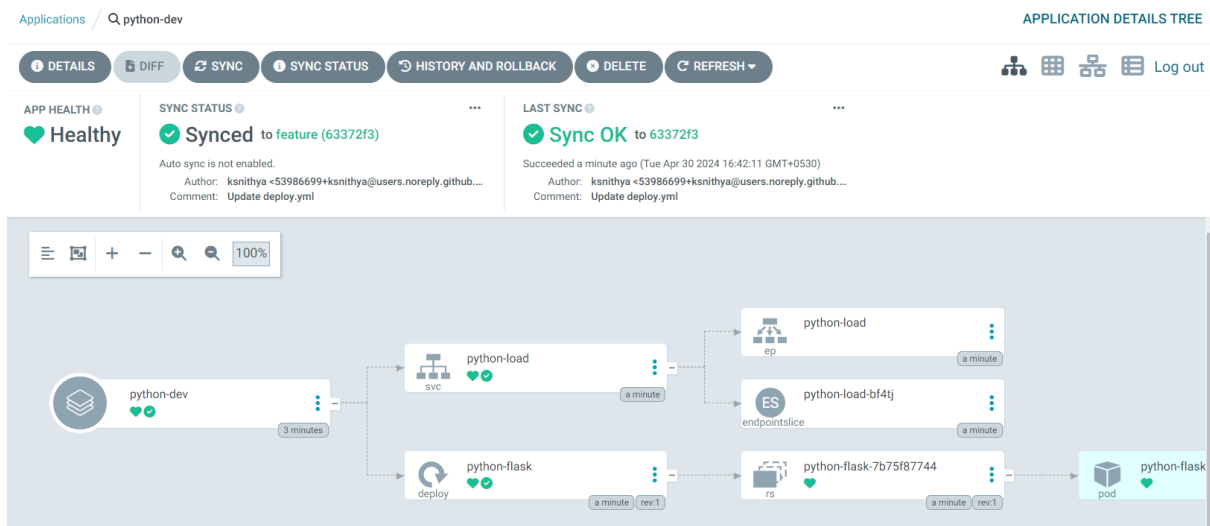 Applications / python-dev
APPLICATION DETAILS TREE
DETAILS DIFF SYNC SYNC STATUS HISTORY AND ROLLBACK DELETE REFRESH
Log out
APP HEALTH
Healthy
SYNC STATUS
Synced to feature (63372f3)
Auto sync is not enabled.
Author: ksnithya <53986699+ksnithya@users.noreply.github....
Comment: Update deploy.yml
LAST SYNC
Sync OK to 63372f3
Succeeded a minute ago (Tue Apr 30 2024 16:42:11 GMT+0530)
Author: ksnithya <53986699+ksnithya@users.noreply.github....
Comment: Update deploy.yml
100%
python-dev
3 minutes
python-load
svc
a minute
python-flask
deploy
a minute rev:1
python-load
ep
a minute
ES
python-load-bf4tj
endpointslice
a minute
python-flask-7b75f87744
rs
a minute rev:1
python-flask
pod